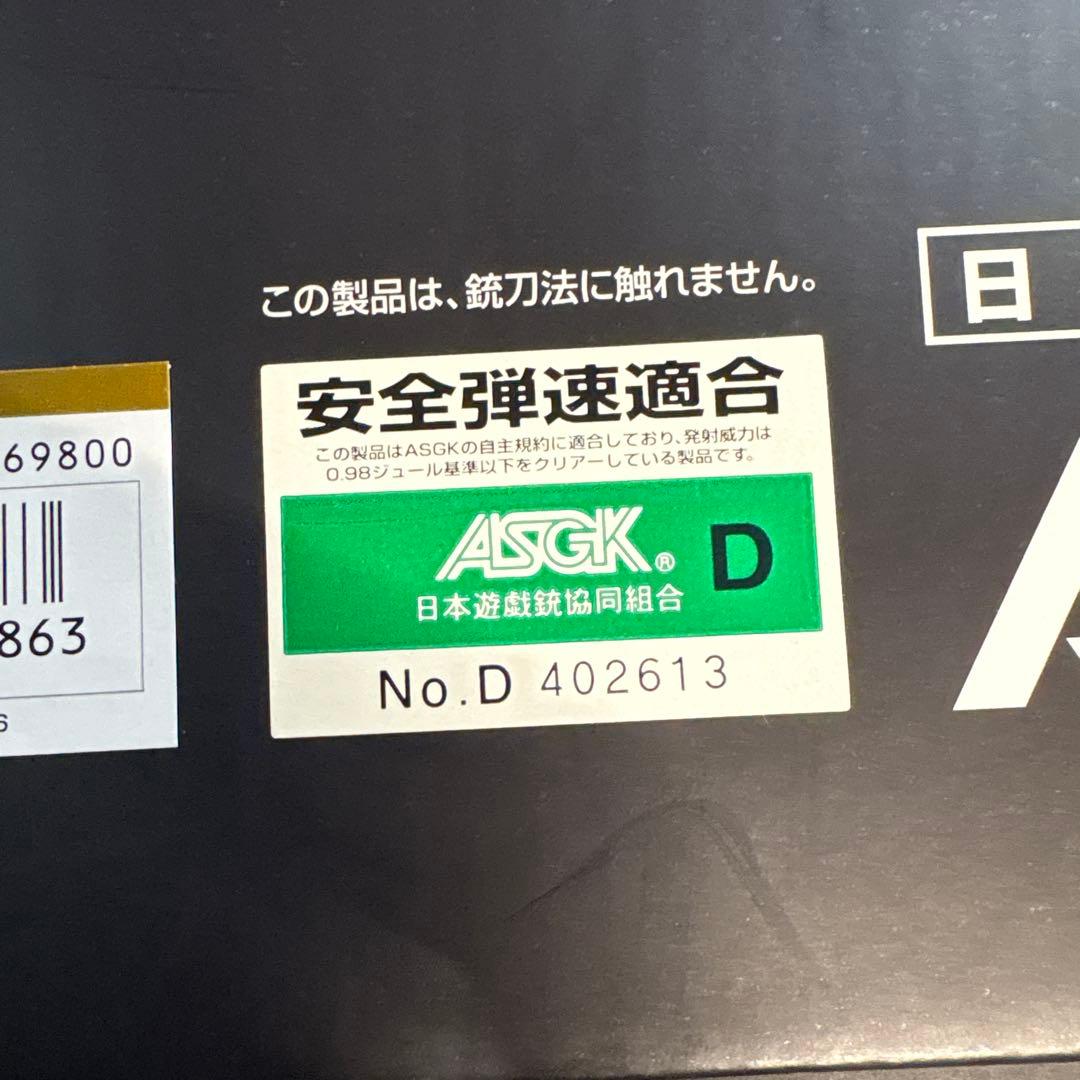 この製品は、銃刀法に触れません。
日
安全弾速適合
この製品はASGKの自主規約に適合しており、発射威力は
0.98ジュール基準以下をクリアーしている製品です。
ASGK® D
日本遊戯銃協同組合
No.D 402613
69800
863
6